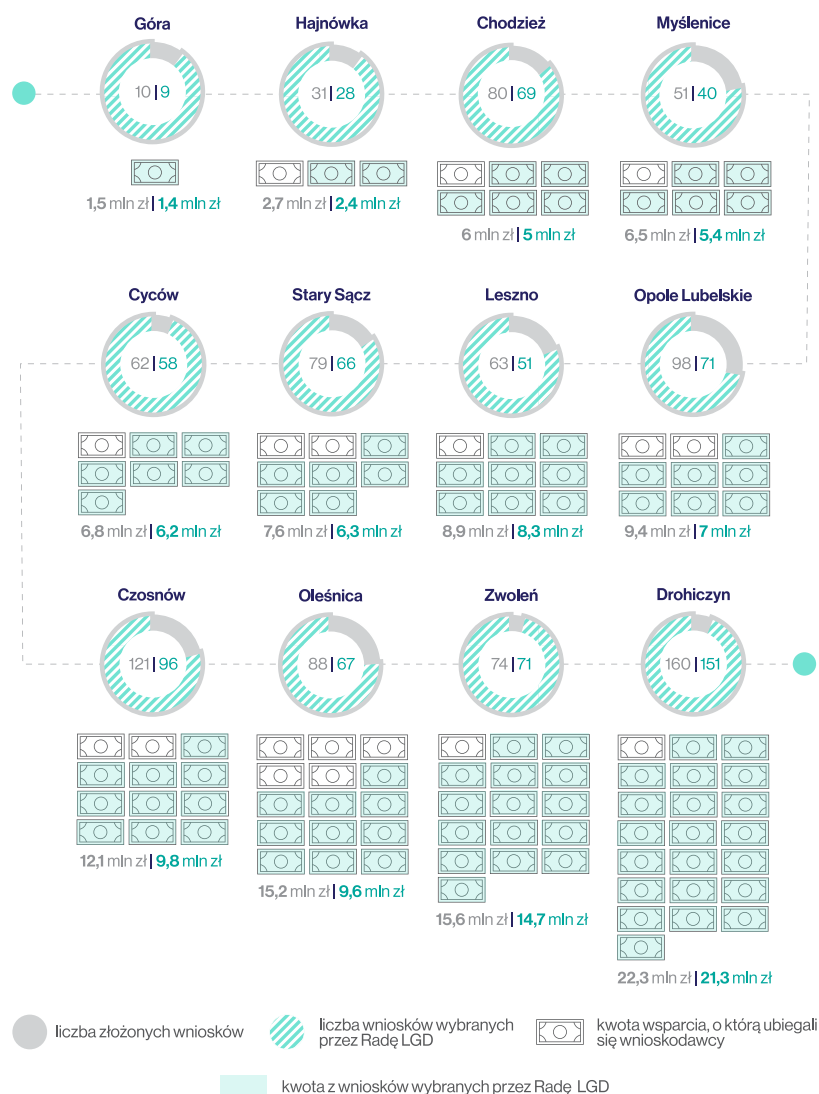 Góra
Hajnówka
Chodzież
Myślenice
10 | 9
31 | 28
80 | 69
51 | 40
1,5 mln zł | 1,4 mln zł
2,7 mln zł | 2,4 mln zł
6 mln zł | 5 mln zł
6,5 mln zł | 5,4 mln zł
Cyców
Stary Sącz
Leszno
Opole Lubelskie
62 | 58
79 | 66
63 | 51
98 | 71
6,8 mln zł | 6,2 mln zł
7,6 mln zł | 6,3 mln zł
8,9 mln zł | 8,3 mln zł
9,4 mln zł | 7 mln zł
Czosnów
Oleśnica
Zwoleń
Drohiczyn
121 | 96
88 | 67
74 | 71
160 | 151
12,1 mln zł | 9,8 mln zł
15,2 mln zł | 9,6 mln zł
15,6 mln zł | 14,7 mln zł
22,3 mln zł | 21,3 mln zł
liczba złożonych wniosków
liczba wniosków wybranych
przez Radę LGD
kwota wsparcia, o którą ubiegali
się wnioskodawcy
kwota z wniosków wybranych przez Radę LGD